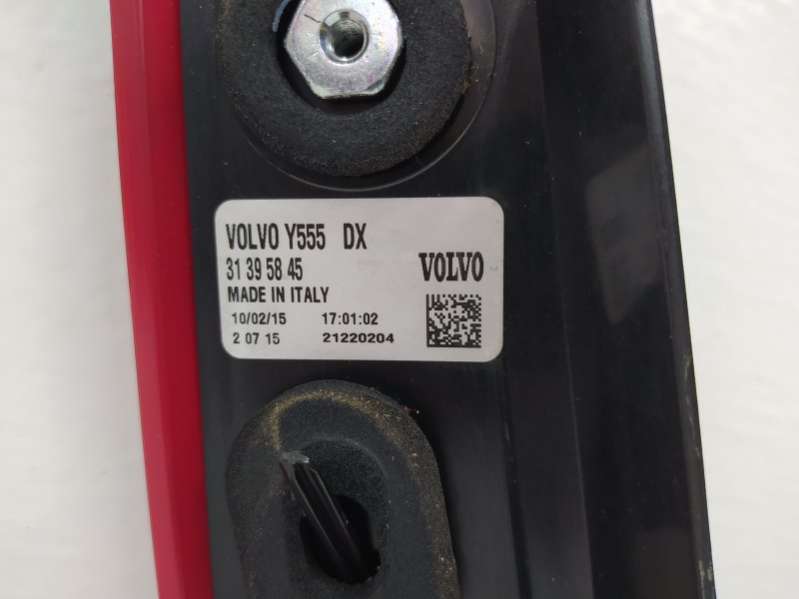 VOLVO Y555 DX
31 39 58 45
VOLVO
MADE IN ITALY
10/02/15 17:01:02
2 07 15 21220204